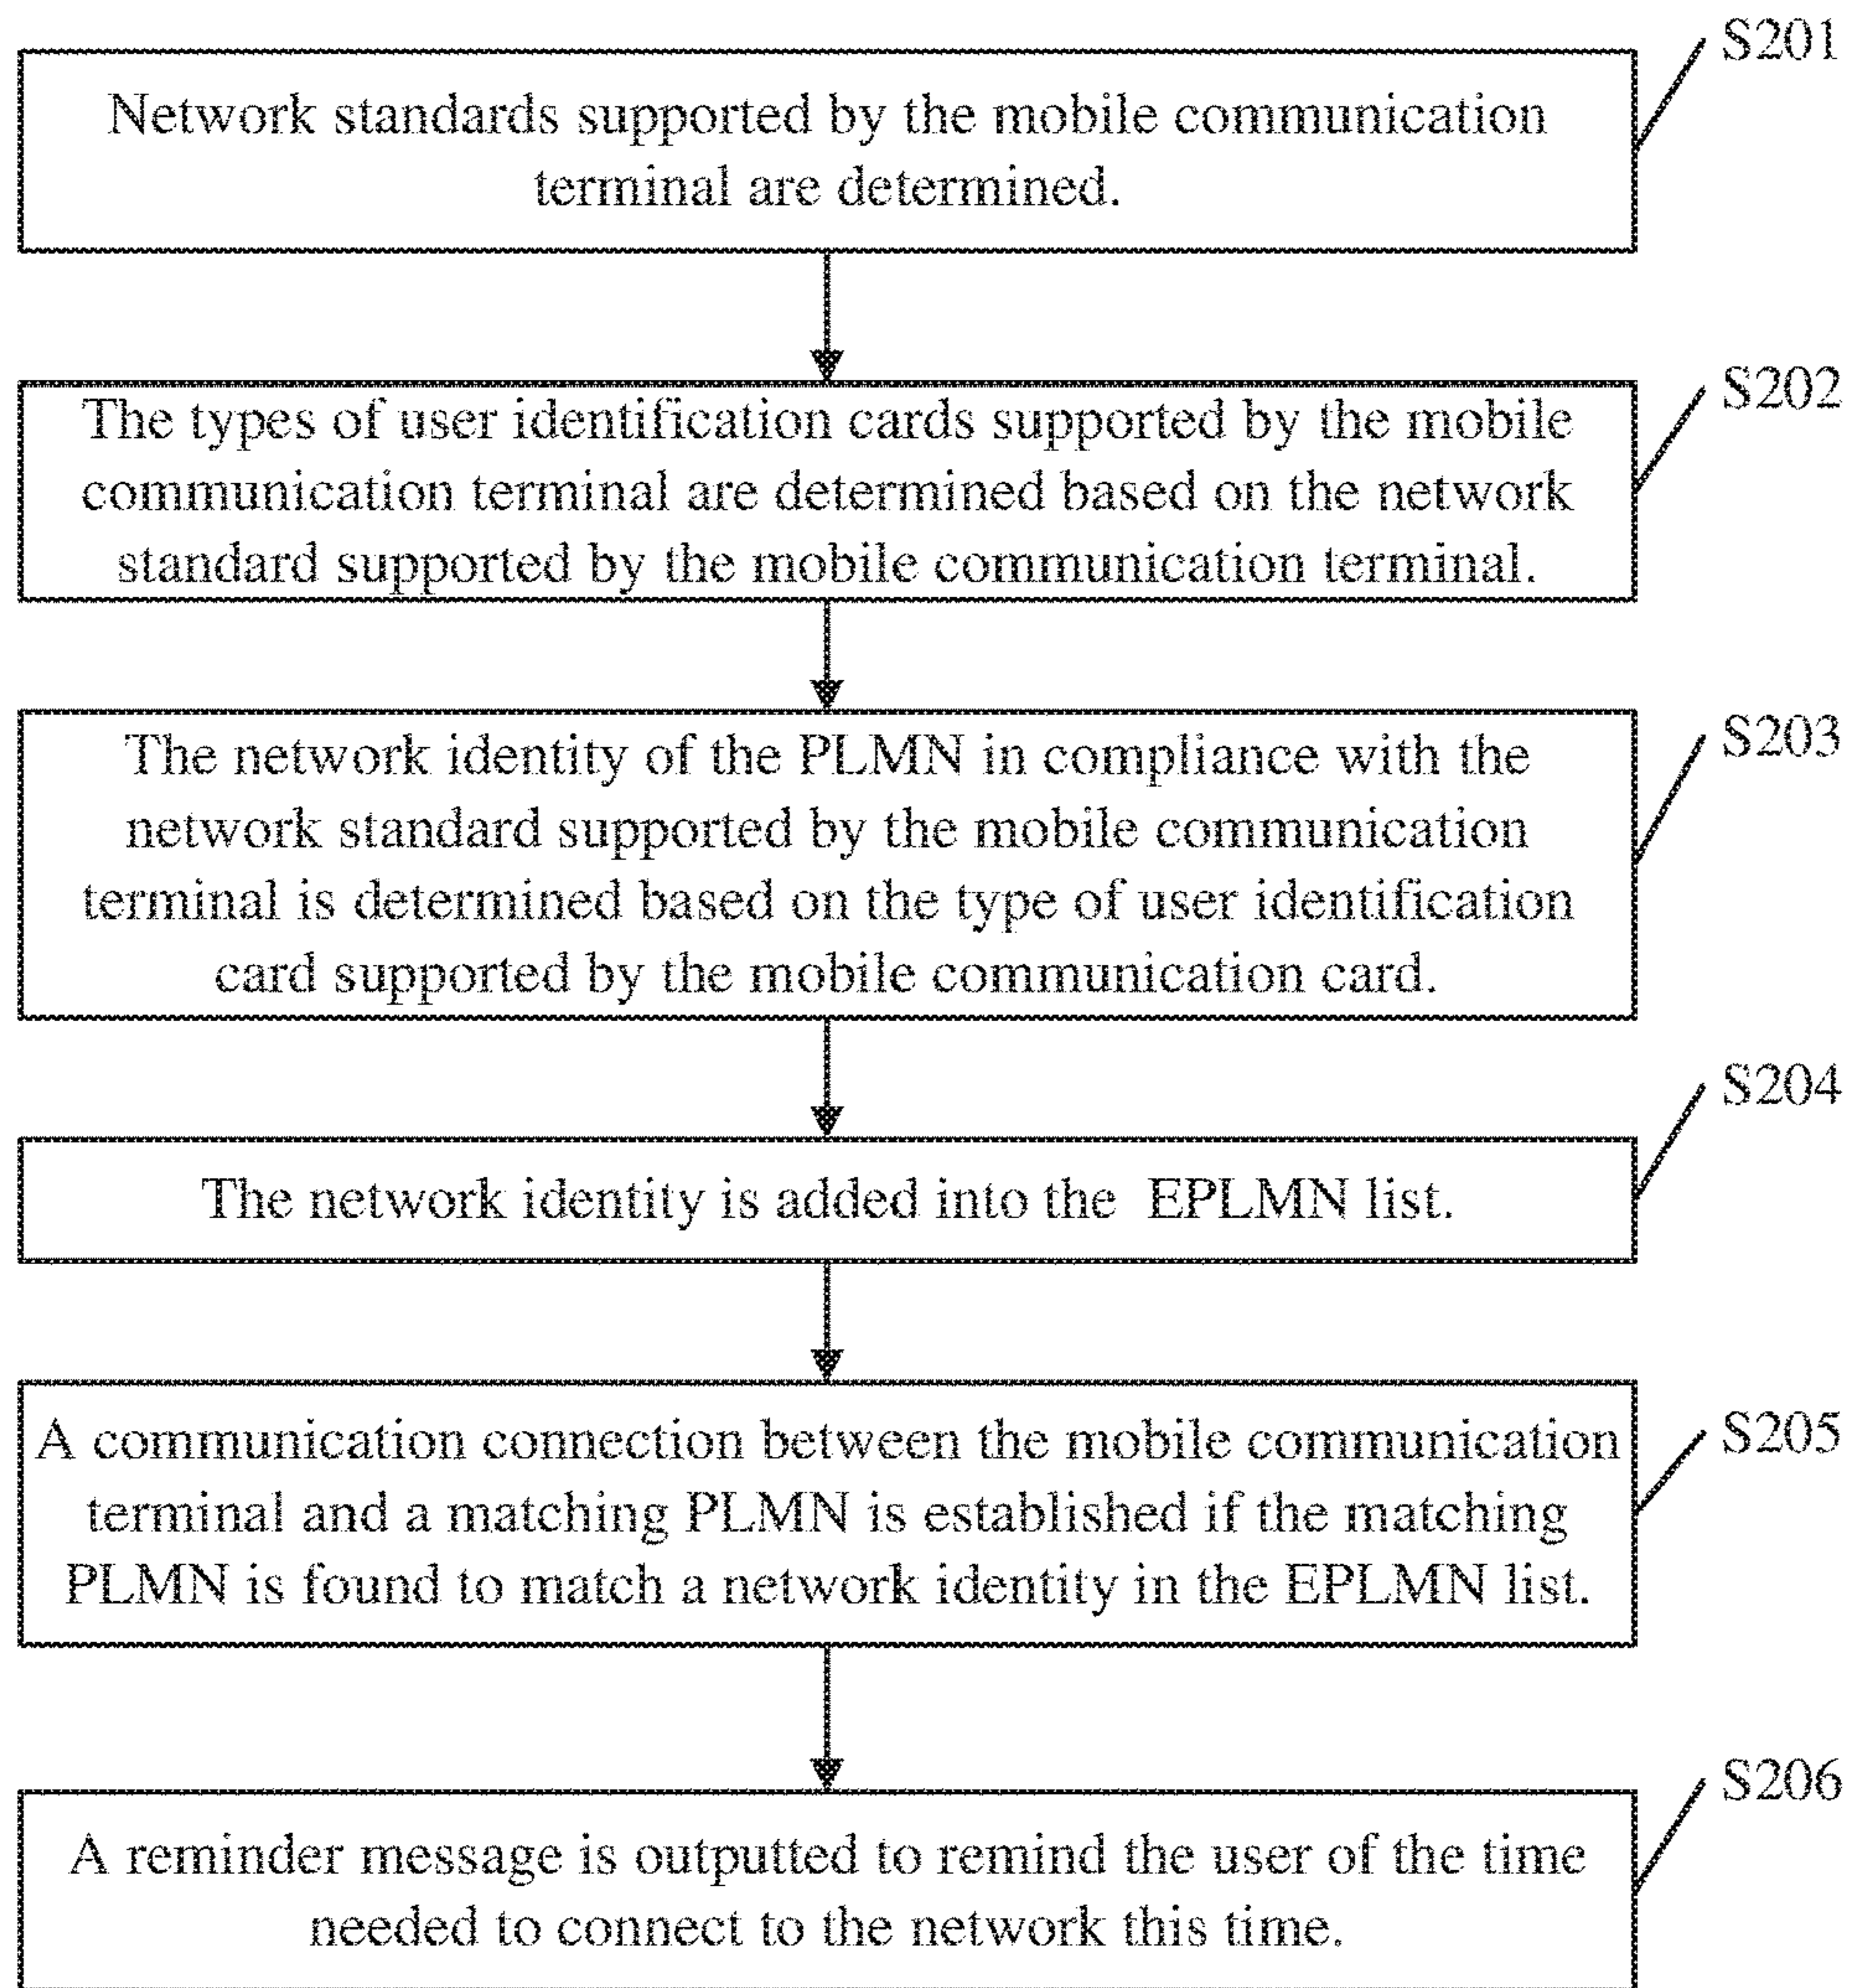 S201
Network standards supported by the mobile communication
terminal are determined.
S202
The types of user identification cards supported by the mobile
communication terminal are determined based on the network
standard supported by the mobile communication terminal.
S203
The network identity of the PLMN in compliance with the
network standard supported by the mobile communication
terminal is determined based on the type of user identification
card supported by the mobile communication card.
S204
The network identity is added into the EPLMN list.
S205
A communication connection between the mobile communication
terminal and a matching PLMN is established if the matching
PLMN is found to match a network identity in the EPLMN list.
S206
A reminder message is outputted to remind the user of the time
needed to connect to the network this time.